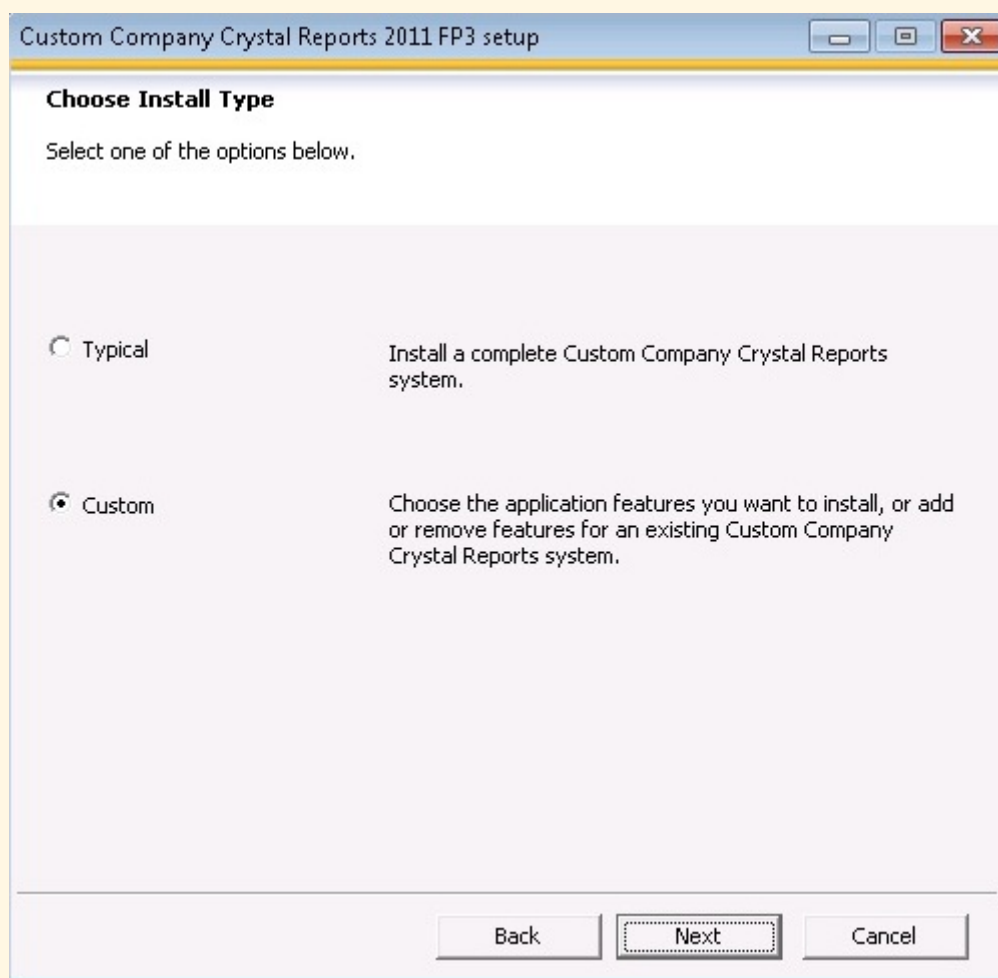 Custom Company Crystal Reports 2011 FP3 setup
Choose Install Type
Select one of the options below.
Typical
Install a complete Custom Company Crystal Reports
system.
Custom
Choose the application features you want to install, or add
or remove features for an existing Custom Company
Crystal Reports system.
Back
Next
Cancel